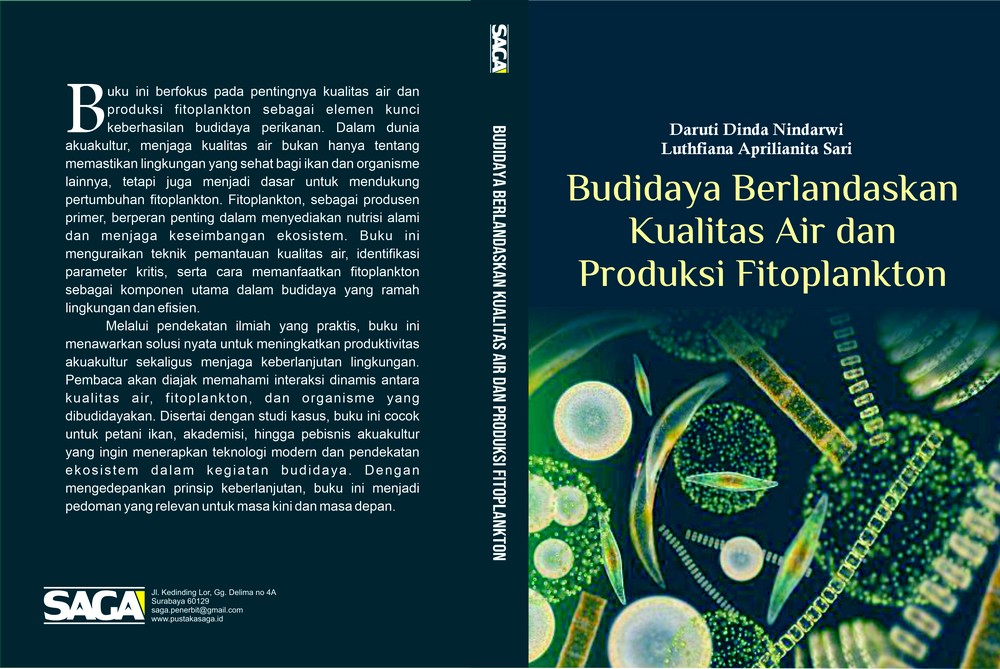 Buku ini berfokus pada pentingnya kualitas air dan
produksi fitoplankton sebagai elemen kunci
keberhasilan budidaya perikanan. Dalam dunia
akuakultur, menjaga kualitas air bukan hanya tentang
memastikan lingkungan yang sehat bagi ikan dan organisme
lainnya, tetapi juga menjadi dasar untuk mendukung
pertumbuhan fitoplankton. Fitoplankton, sebagai produsen
primer, berperan penting dalam menyediakan nutrisi alami
dan menjaga keseimbangan ekosistem. Buku ini
menguraikan teknik pemantauan kualitas air, identifikasi
parameter kritis, serta cara memanfaatkan fitoplankton
sebagai komponen utama dalam budidaya yang ramah
lingkungan dan efisien.
Melalui pendekatan ilmiah yang praktis, buku ini
menawarkan solusi nyata untuk meningkatkan produktivitas
akuakultur sekaligus menjaga keberlanjutan lingkungan.
Pembaca akan diajak memahami interaksi dinamis antara
kualitas air, fitoplankton, dan organisme yang
dibudidayakan. Disertai dengan studi kasus, buku ini cocok
untuk petani ikan, akademisi, hingga pebisnis akuakultur
yang ingin menerapkan teknologi modern dan pendekatan
ekosistem dalam kegiatan budidaya. Dengan
mengedepankan prinsip keberlanjutan, buku ini menjadi
pedoman yang relevan untuk masa kini dan masa depan.
SAGA
Jl. Kedinding Lor, Gg. Delima no 4A
Surabaya 60129
saga.penerbit@gmail.com
www.pustakasaga.id
SAGA
BUDIDAYA BERLANDASKAN KUALITAS AIR DAN PRODUKSI FITOPLANKTON
Daruti Dinda Nindarwi
Luthfiana Aprilianita Sari
Budidaya Berlandaskan
Kualitas Air dan
Produksi Fitoplankton